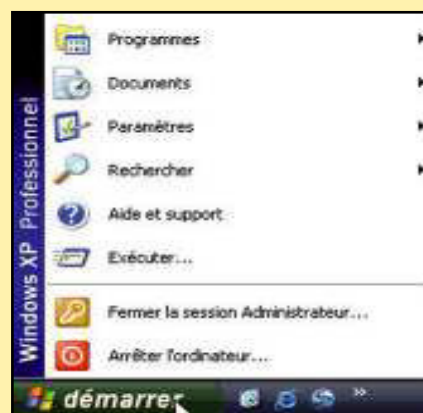 Programmes
Documents
Paramètres
Rechercher
Aide et support
Exécuter...
Fermer la session Administrateur...
Arrêter l'ordinateur...
Windows XP Professionnel
démarrer